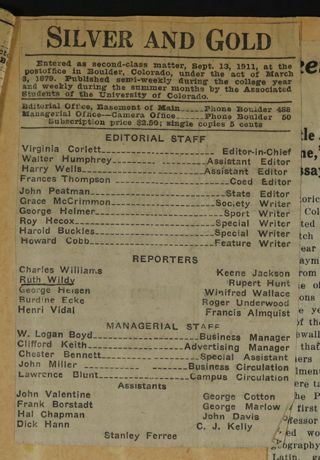 SILVER AND GOLD
Entered as second-class matter, Sept. 13, 1911, at the
postoffice in Boulder, Colorado, under the act of March
3, 1879. Published semi-weekly during the college year
and weekly during the summer months by the Associated
Students of the University of Colorado.
Editorial Office, Basement of Main......Phone Boulder 488
Managerial Office—Camera Office......Phone Boulder 50
Subscription price $2.50; single copies 5 cents
EDITORIAL STAFF
Virginia Corlett Editor-in-Chief
Walter Humphrey Assistant Editor
Harry Wells Assistant Editor
Frances Thompson Coed Editor
John Peatman State Editor
Grace McCrimmon Society Writer
George Helmer Sport Writer
Roy Hecox Special Writer
Harold Buckles Special Writer
Howard Cobb Feature Writer
REPORTERS
Charles Williams Keene Jackson
Ruth Wildy Rupert Hunt
George Heisen Winifred Wallace
Burdine Ecke Roger Underwood
Henri Vidal Francis Almquist
MANAGERIAL STAFF
W. Logan Boyd Business Manager
Clifford Keith Advertising Manager
Chester Bennett Special Assistant
John Miller Business Circulation
Lawrence Blunt Campus Circulation
Assistants
John Valentine George Cotton
Frank Borstadt George Marlow
Hal Chapman John Davis
Dick Hann C. J. Kelly
Stanley Ferree